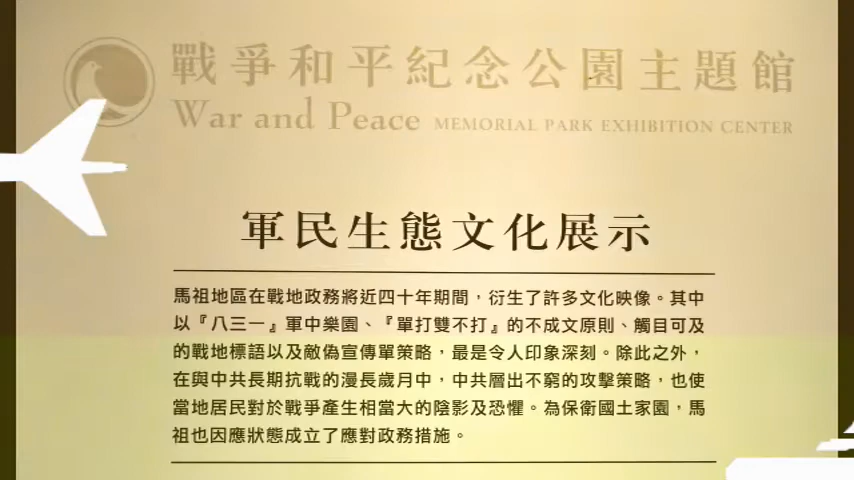 戰爭和平紀念公園主題館
War and Peace MEMORIAL PARK EXHIBITION CENTER
軍民生態文化展示
馬祖地區在戰地政務將近四十年期間，衍生了許多文化映像。其中
以『八三一』軍中樂園、『單打雙不打』的不成文原則、觸目可及
的戰地標語以及敵偽宣傳單策略，最是令人印象深刻。除此之外，
在與中共長期抗戰的漫長歲月中，中共層出不窮的攻擊策略，也使
當地居民對於戰爭產生相當大的陰影及恐懼。為保衛國土家園，馬
祖也因應狀態成立了應對政務措施。